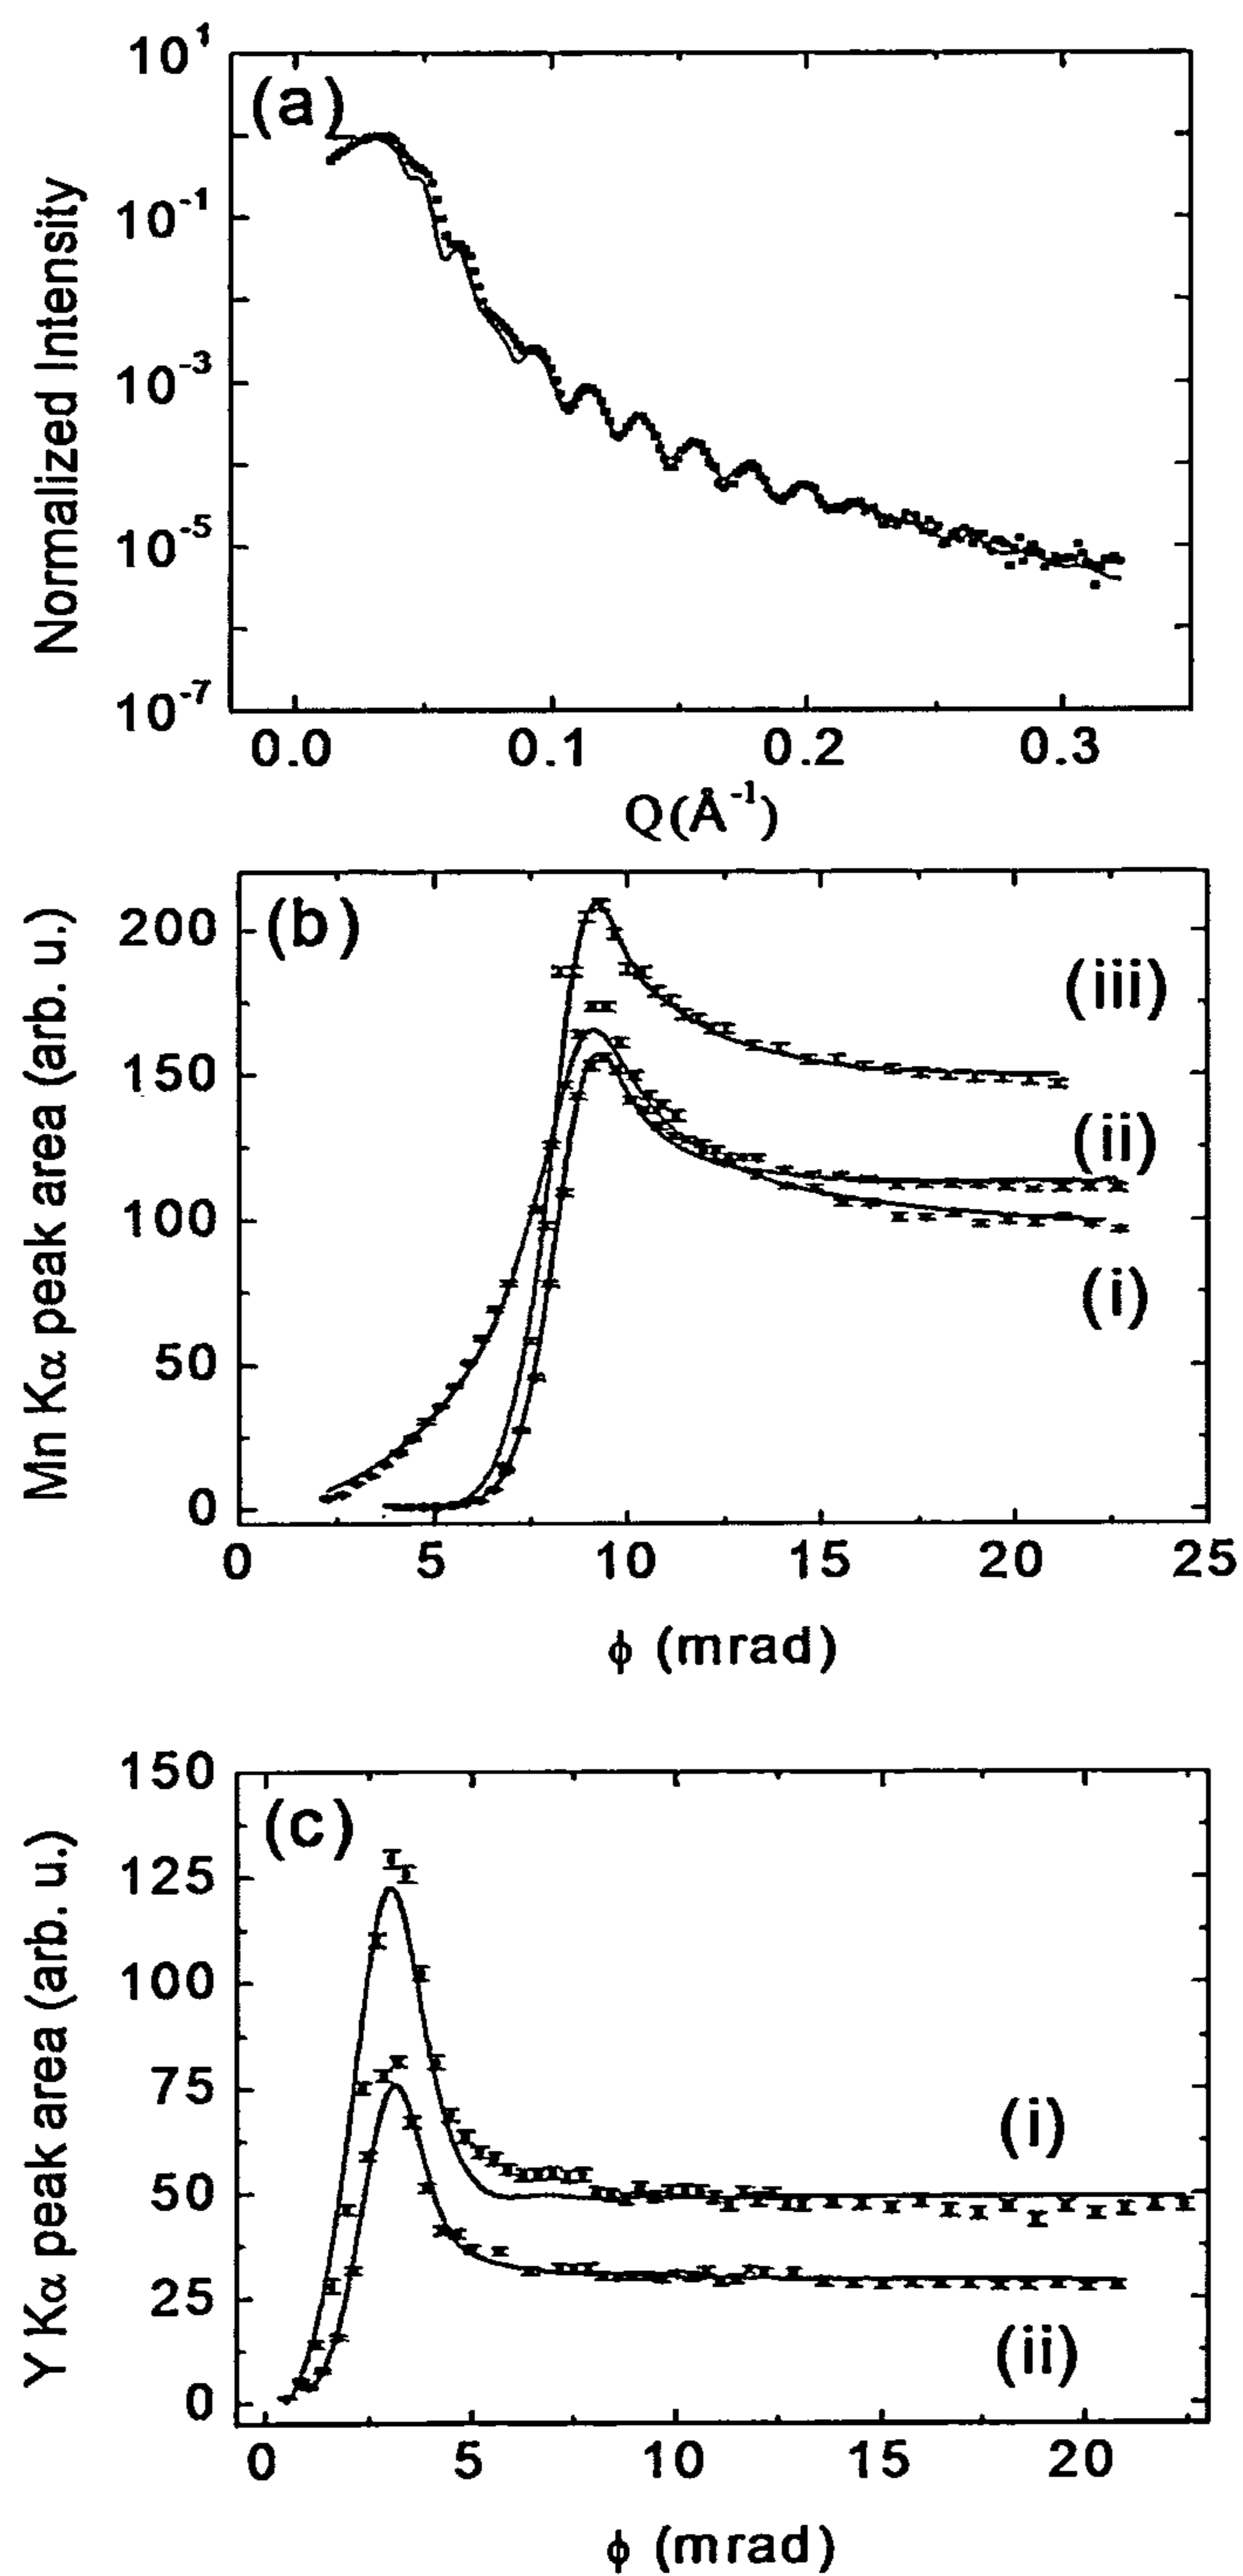 (a)
Normalized Intensity
10^1
10^-1
10^-3
10^-5
10^-7
0.0 0.1 0.2 0.3
Q(Å^-1)
(b)
Mn Kα peak area (arb. u.)
200
150
100
50
0
(iii)
(ii)
(i)
0 5 10 15 20 25
ϕ (mrad)
(c)
Y Kα peak area (arb. u.)
150
125
100
75
50
25
0
(i)
(ii)
0 5 10 15 20
ϕ (mrad)